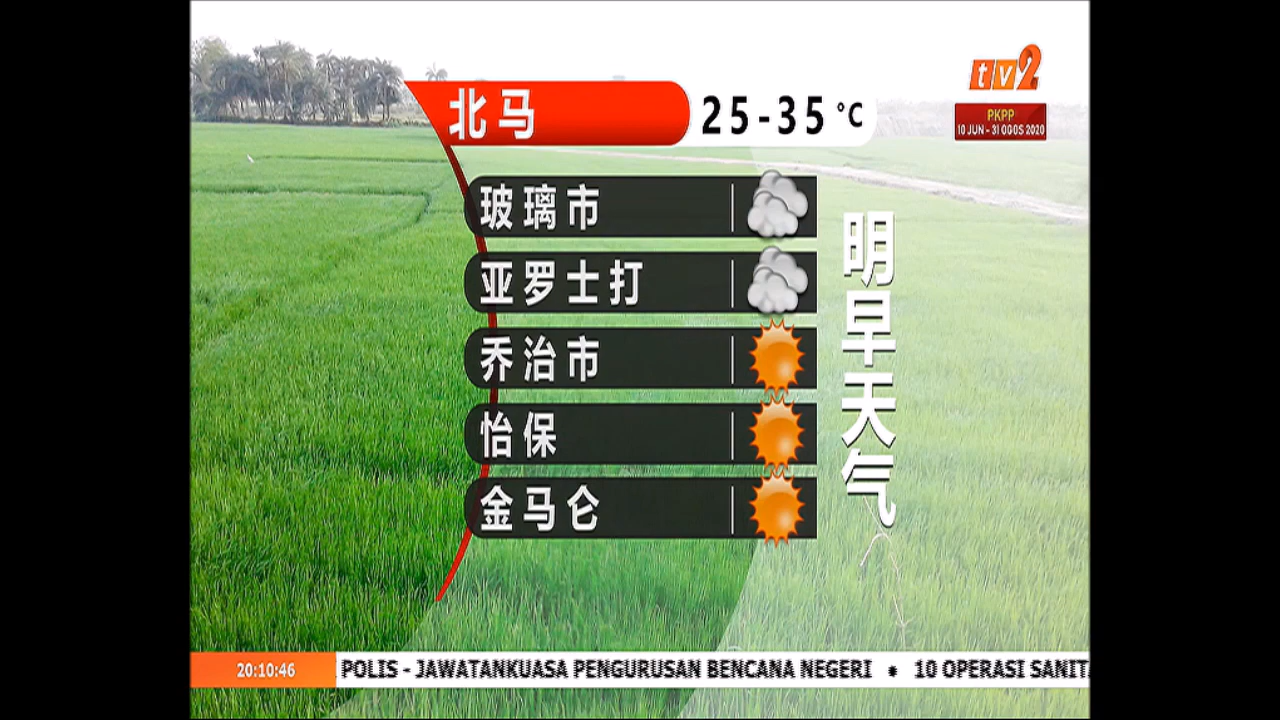 北马 25-35 °C
tv2
PKPP
10 JUN - 31 OGOS 2020
玻璃市
亚罗士打
乔治市
怡保
金马仑
明早天气
20:10:46 POLIS - JAWATANKUASA PENGURUSAN BENCANA NEGERI • 10 OPERASI SANIT